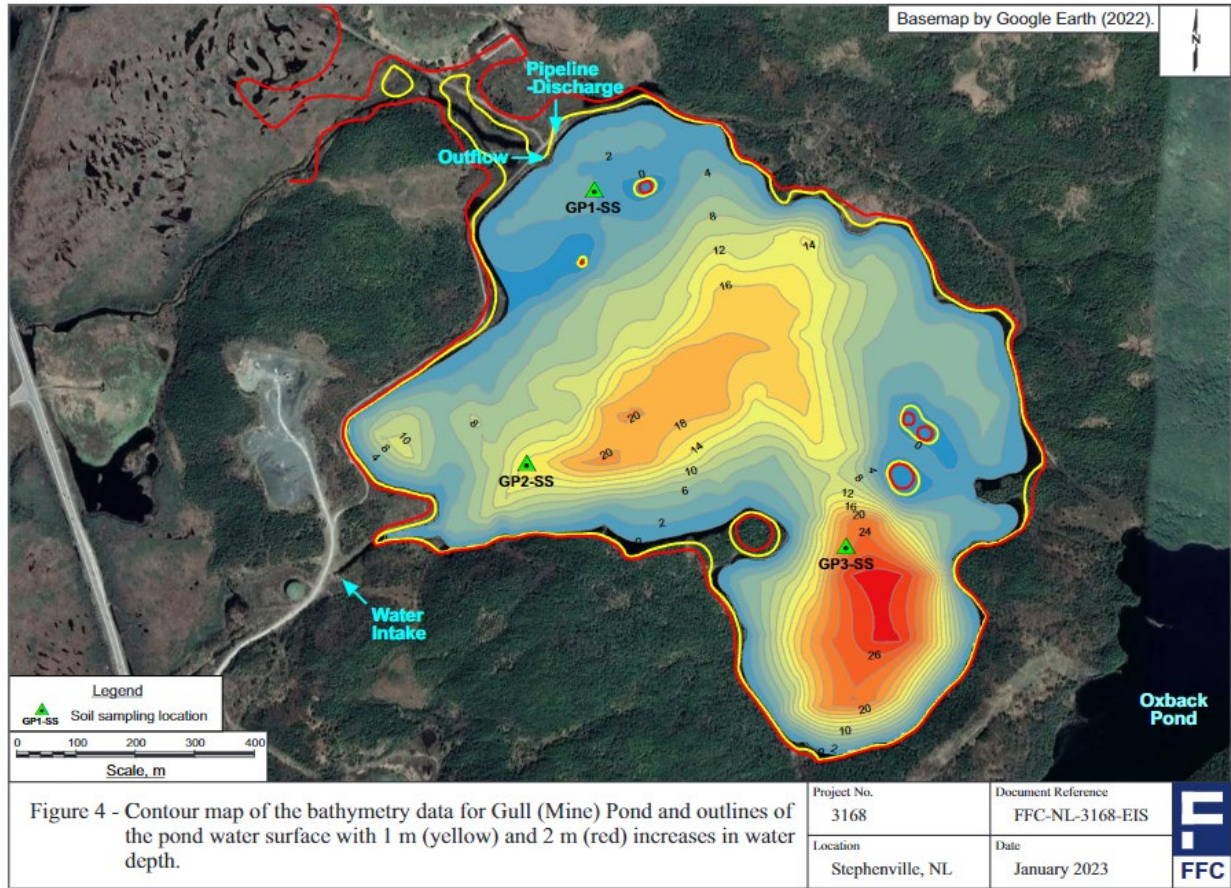 Basemap by Google Earth (2022).
N
Pipeline
-Discharge
Outflow
2
0
4
GP1-SS
8
14
12
16
20
18
8
10
8
4
20
14
GP2-SS
10
6
0
4
8
12
16
20
24
2
0
GP3-SS
Water
Intake
26
20
10
2
0
Oxback
Pond
Legend
GP1-SS Soil sampling location
0 100 200 300 400
Scale, m
Figure 4 - Contour map of the bathymetry data for Gull (Mine) Pond and outlines of
the pond water surface with 1 m (yellow) and 2 m (red) increases in water
depth.
Project No.
3168
Document Reference
FFC-NL-3168-EIS
Location
Stephenville, NL
Date
January 2023
FFC